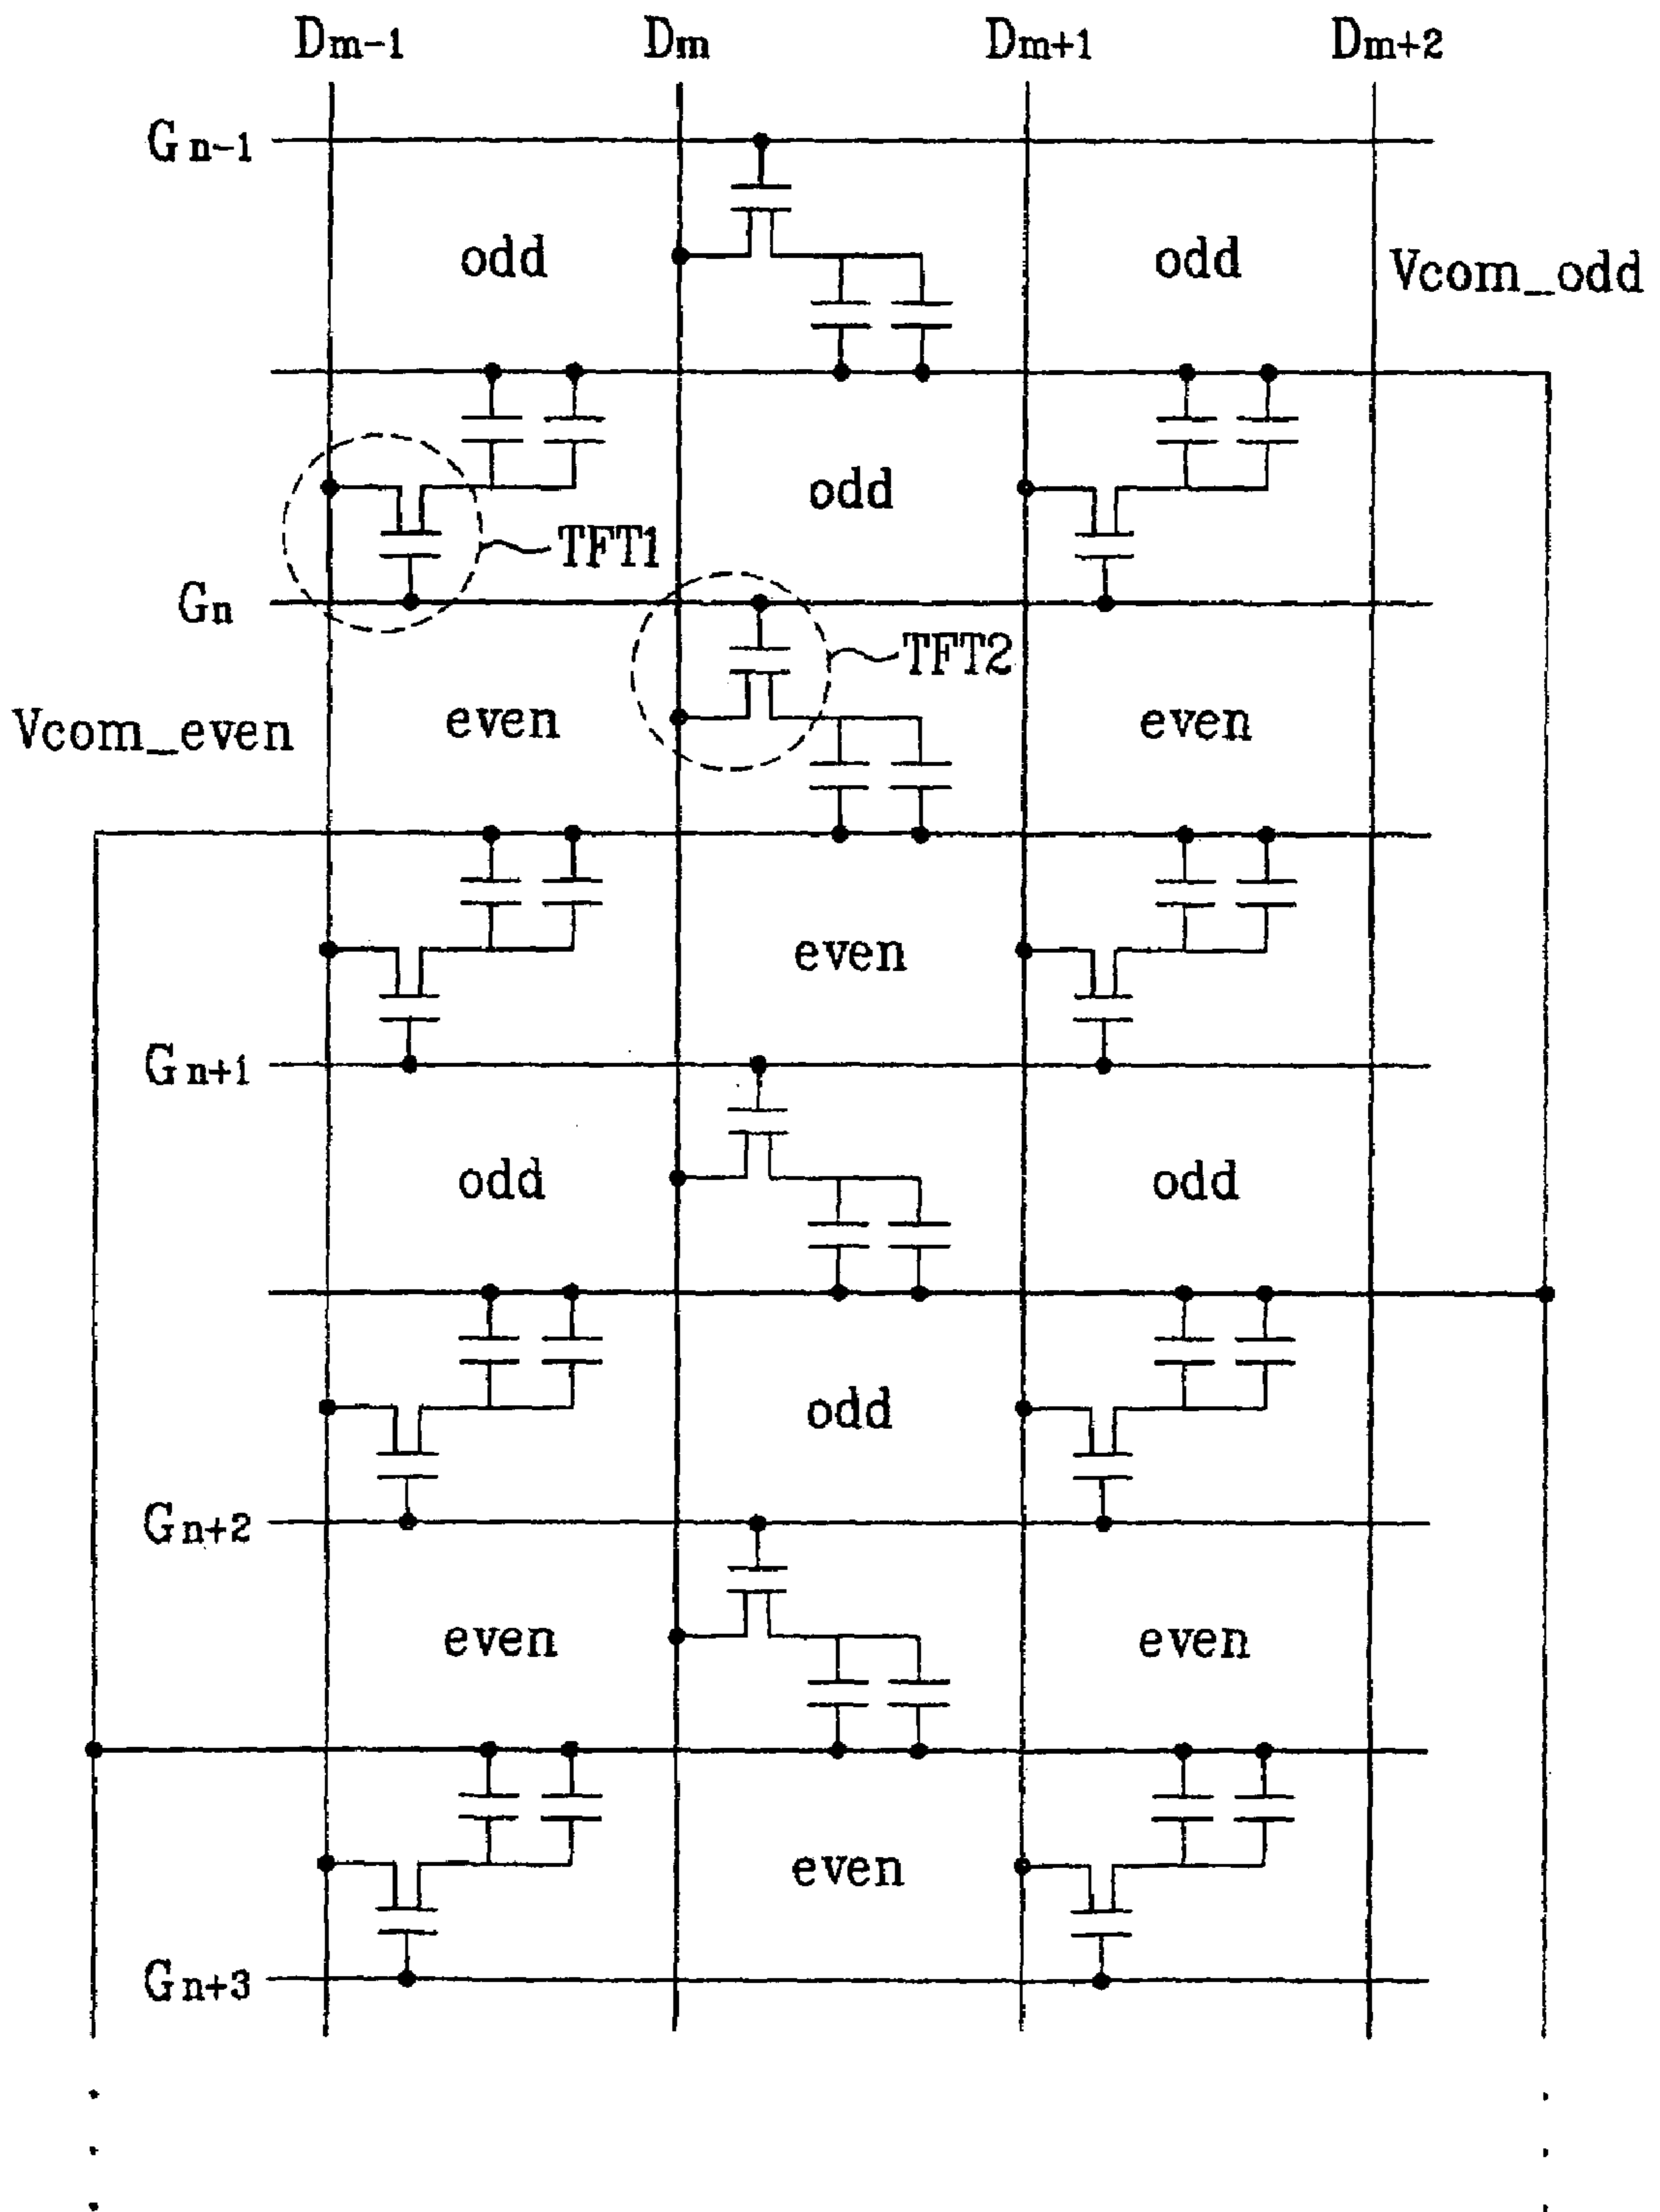 Dm-1 Dm Dm+1 Dm+2
Gn-1
odd odd Vcom_odd
odd
TFT1
Gn
TFT2
Vcom_even even even
even
Gn+1
odd odd
odd
Gn+2
even even
even
Gn+3